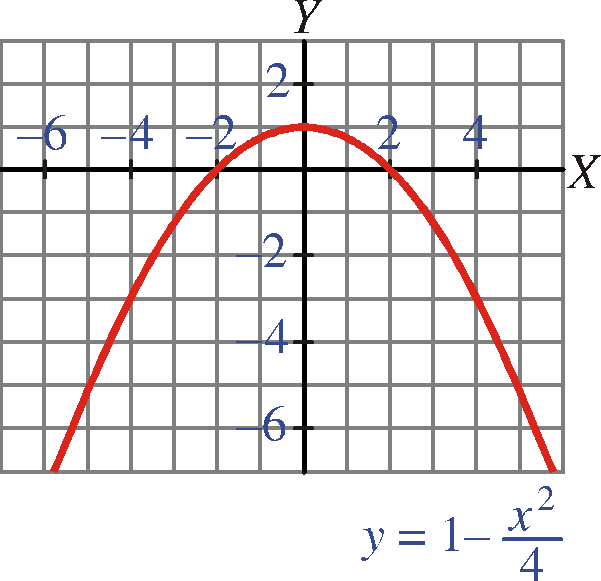 Y
2
–6 –4 –2 2 4
X
–2
–4
–6
y = 1– x²/4